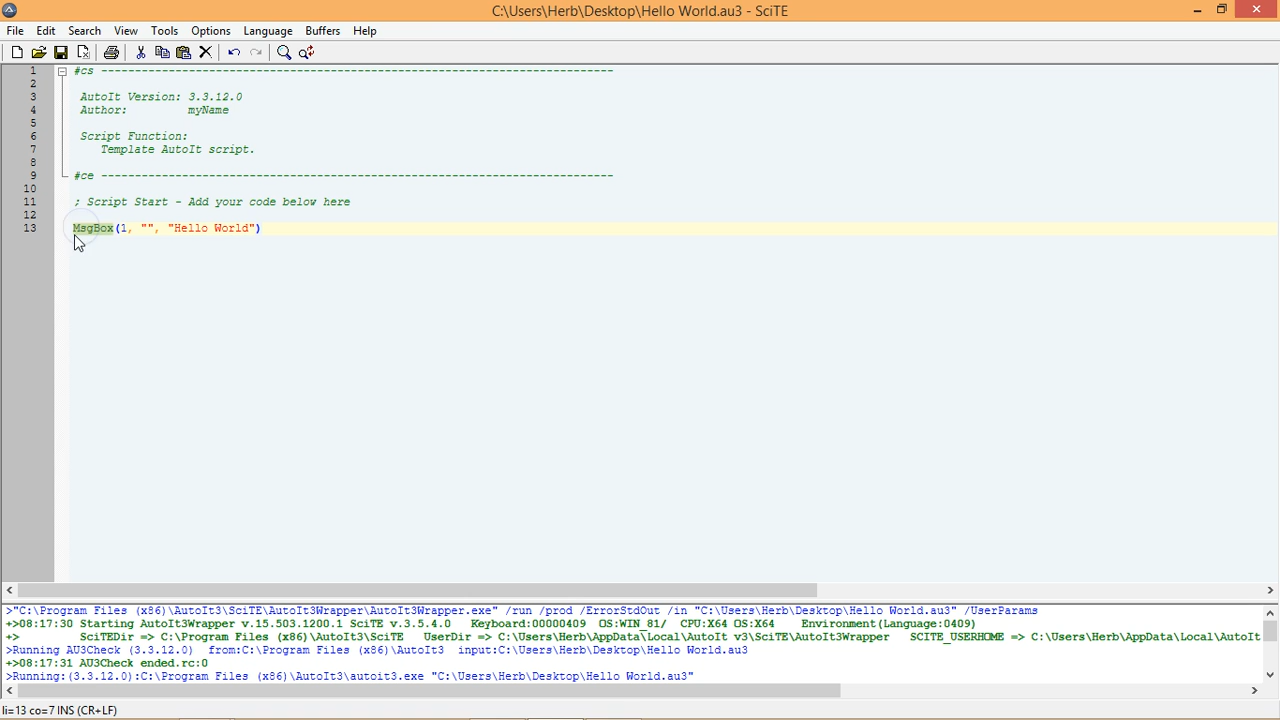 C:\Users\Herb\Desktop\Hello World.au3 - SciTE
File Edit Search View Tools Options Language Buffers Help
1 #cs ----------------------------------------------------------------------------
2
3 AutoIt Version: 3.3.12.0
4 Author: myName
5
6 Script Function:
7 Template AutoIt script.
8
9 #ce ----------------------------------------------------------------------------
10
11 ; Script Start - Add your code below here
12
13 MsgBox(1, "", "Hello World")
>"C:\Program Files (x86)\AutoIt3\SciTE\AutoIt3Wrapper\AutoIt3Wrapper.exe" /run /prod /ErrorStdOut /in "C:\Users\Herb\Desktop\Hello World.au3" /UserParams
+>08:17:30 Starting AutoIt3Wrapper v.15.503.1200.1 SciTE v.3.5.4.0 Keyboard:00000409 OS:WIN_81/ CPU:X64 OS:X64 Environment(Language:0409)
+> SciTEDir => C:\Program Files (x86)\AutoIt3\SciTE UserDir => C:\Users\Herb\AppData\Local\AutoIt v3\SciTE\AutoIt3Wrapper SCITE_USERHOME => C:\Users\Herb\AppData\Local\AutoIt
>Running AU3Check (3.3.12.0) from:C:\Program Files (x86)\AutoIt3 input:C:\Users\Herb\Desktop\Hello World.au3
+>08:17:31 AU3Check ended.rc:0
>Running:(3.3.12.0):C:\Program Files (x86)\AutoIt3\autoit3.exe "C:\Users\Herb\Desktop\Hello World.au3"
li=13 co=7 INS (CR+LF)